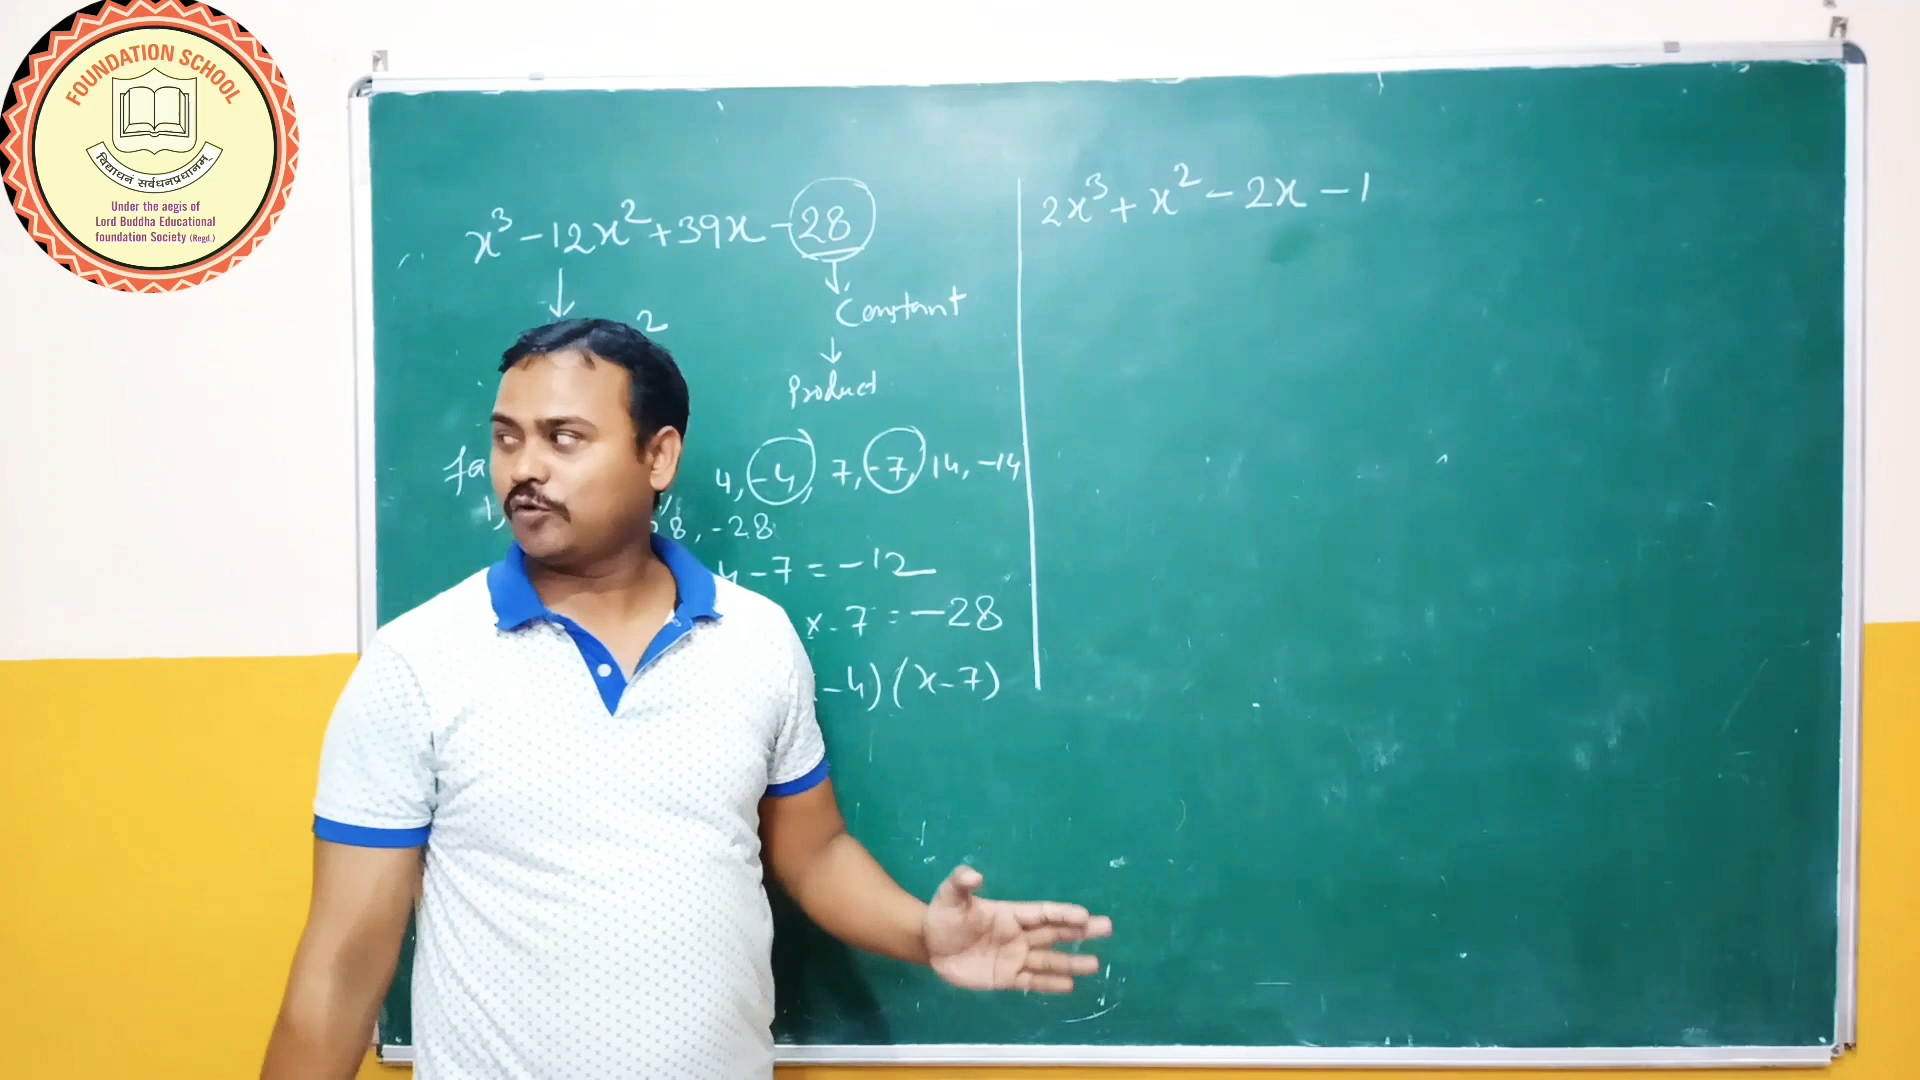 FOUNDATION SCHOOL
विद्याधनं सर्वधनप्रधानम्
Under the aegis of
Lord Buddha Educational
foundation Society (Regd.)
x³ - 12x² + 39x - 28
2
Constant
Product
4, -4, 7, -7, 14, -14,
1,
8, -28
4 - 7 = -12
x - 7 = -28
- 4) (x - 7)
2x³ + x² - 2x - 1